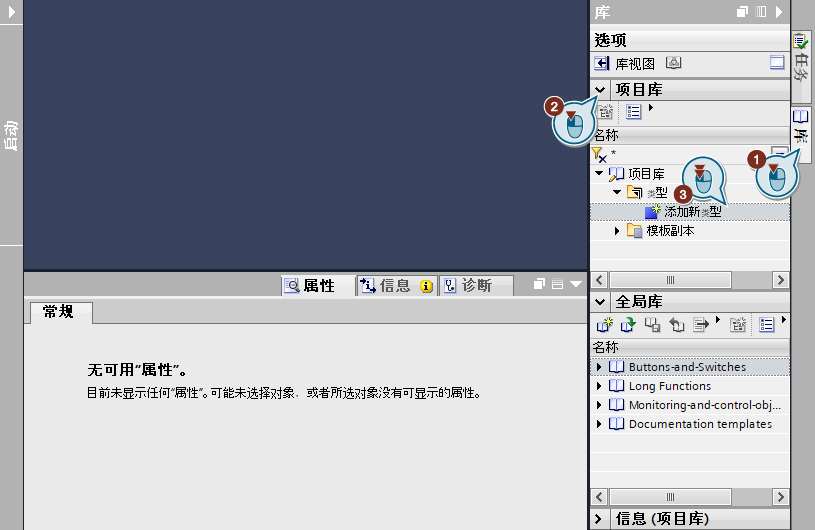 启动
库
选项
库视图
项目库
名称
*
项目库
类型
添加新类型
模板副本
全局库
名称
Buttons-and-Switches
Long Functions
Monitoring-and-control-obj...
Documentation templates
信息 (项目库)
任务
库
1
2
3
属性
信息
诊断
常规
无可用"属性"。
目前未显示任何"属性"。可能未选择对象，或者所选对象没有可显示的属性。